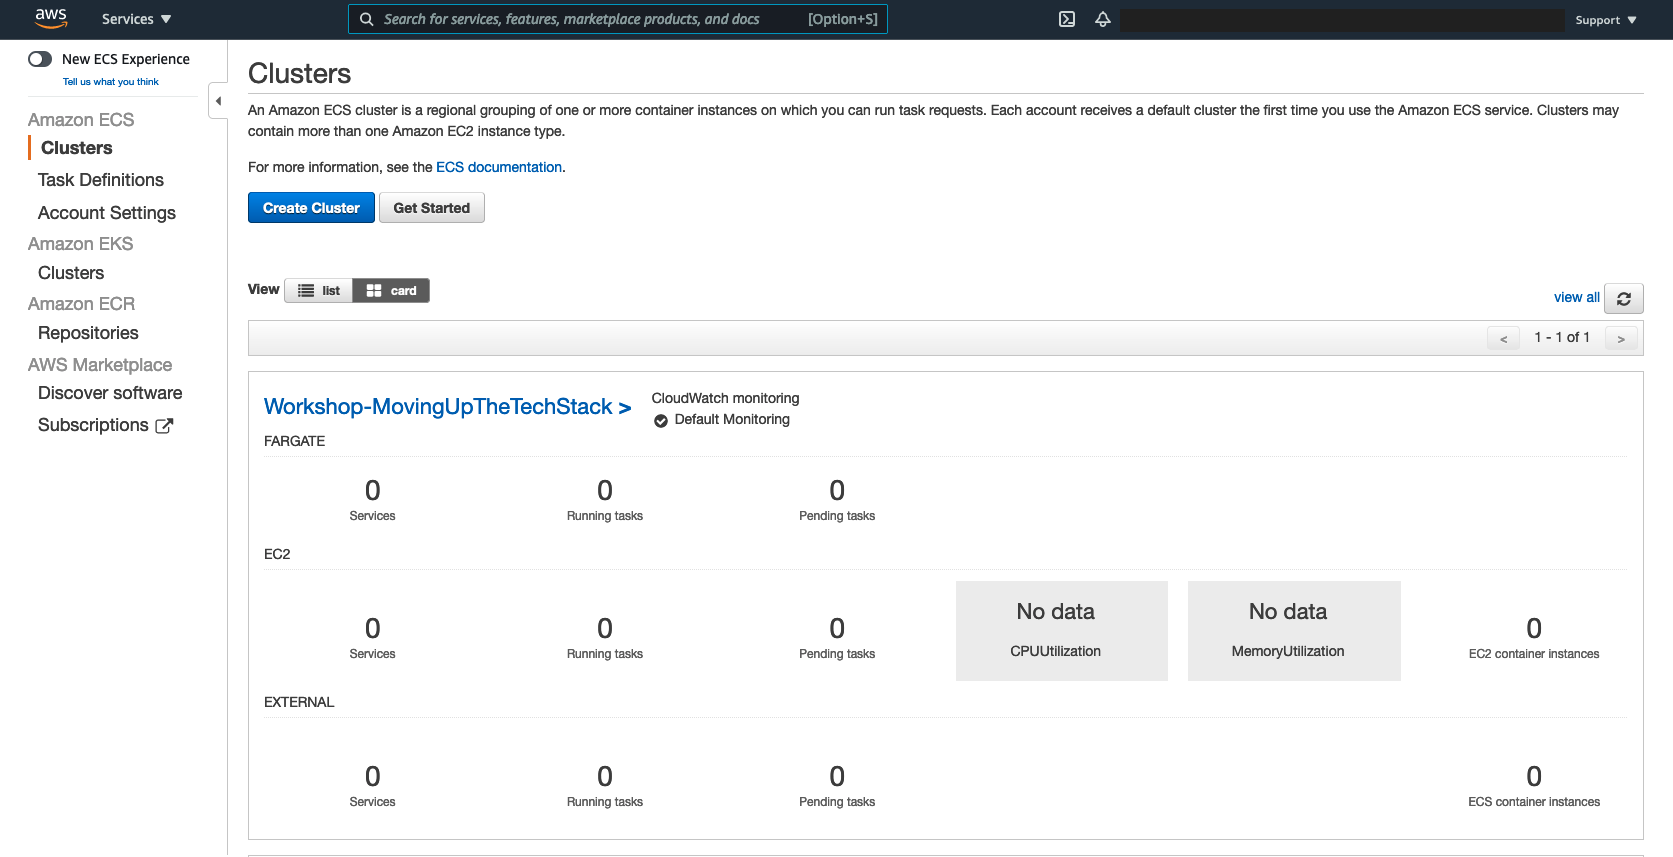 aws
Services ▼
Search for services, features, marketplace products, and docs [Option+S]
Support ▼
New ECS Experience
Tell us what you think
Amazon ECS
Clusters
Task Definitions
Account Settings
Amazon EKS
Clusters
Amazon ECR
Repositories
AWS Marketplace
Discover software
Subscriptions
Clusters
An Amazon ECS cluster is a regional grouping of one or more container instances on which you can run task requests. Each account receives a default cluster the first time you use the Amazon ECS service. Clusters may
contain more than one Amazon EC2 instance type.
For more information, see the ECS documentation.
Create Cluster Get Started
View list card
view all
< 1 - 1 of 1 >
Workshop-MovingUpTheTechStack >
CloudWatch monitoring
Default Monitoring
FARGATE
0 0 0
Services Running tasks Pending tasks
EC2
No data No data
0 0 0 0
Services Running tasks Pending tasks CPUUtilization MemoryUtilization EC2 container instances
EXTERNAL
0 0 0 0
Services Running tasks Pending tasks ECS container instances